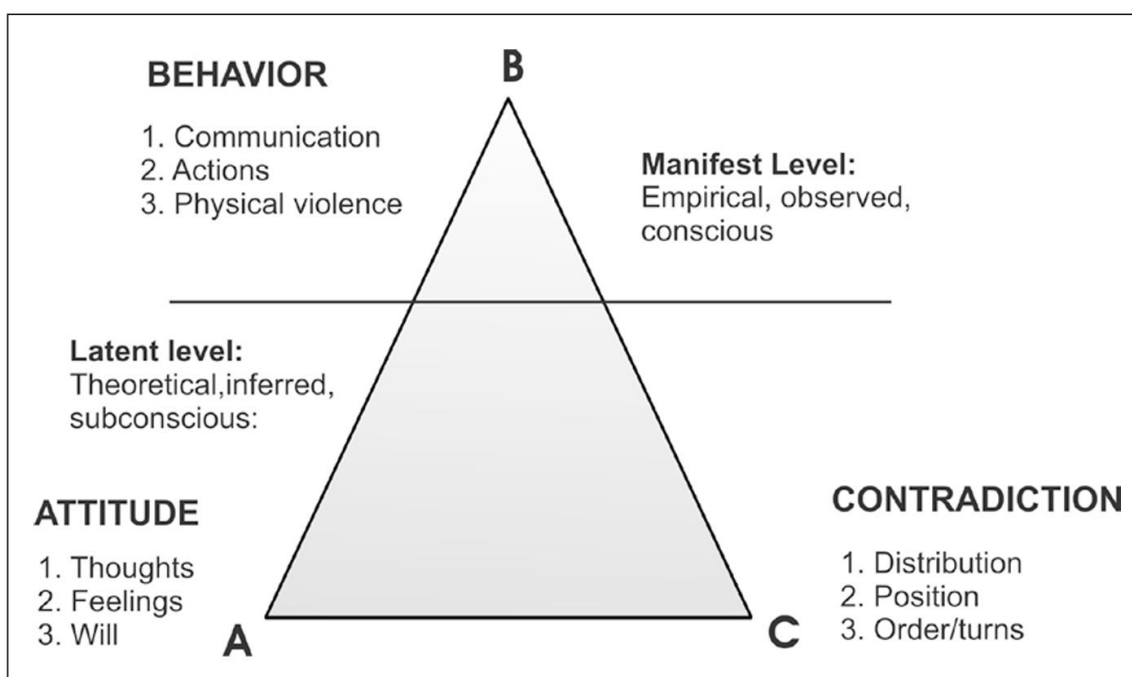 B
BEHAVIOR
1. Communication
2. Actions
3. Physical violence
Manifest Level:
Empirical, observed,
conscious
Latent level:
Theoretical,inferred,
subconscious:
ATTITUDE
1. Thoughts
2. Feelings
3. Will
A
CONTRADICTION
1. Distribution
2. Position
3. Order/turns
C